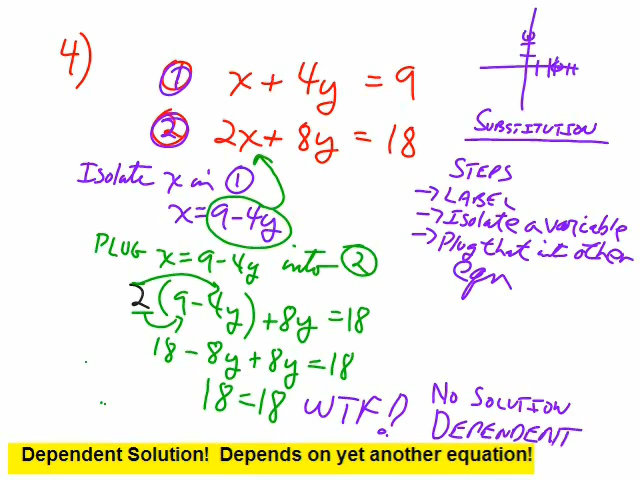 4)
① x + 4y = 9
② 2x + 8y = 18
SUBSTITUTION
Isolate x in ①
x = 9 - 4y
STEPS
→ LABEL
→ Isolate a variable
→ Plug that into other
eqn
PLUG x = 9 - 4y into ②
2(9 - 4y) + 8y = 18
18 - 8y + 8y = 18
18 = 18 WTF?!
NO SOLUTION
DEPENDENT
Dependent Solution! Depends on yet another equation!